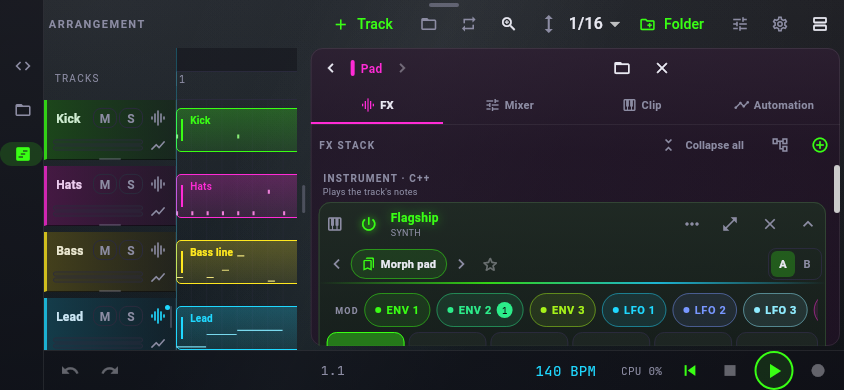 ARRANGEMENT
+ Track
1/16
Folder
TRACKS
1
Kick M S
Kick
Hats M S
Hats
Bass M S
Bass line
Lead M S
Lead
Pad
FX
Mixer
Clip
Automation
FX STACK
Collapse all
INSTRUMENT · C++
Plays the track's notes
Flagship
SYNTH
Morph pad
A B
MOD ENV 1 ENV 2 1 ENV 3 LFO 1 LFO 2 LFO 3
1.1
140 BPM
CPU 0%